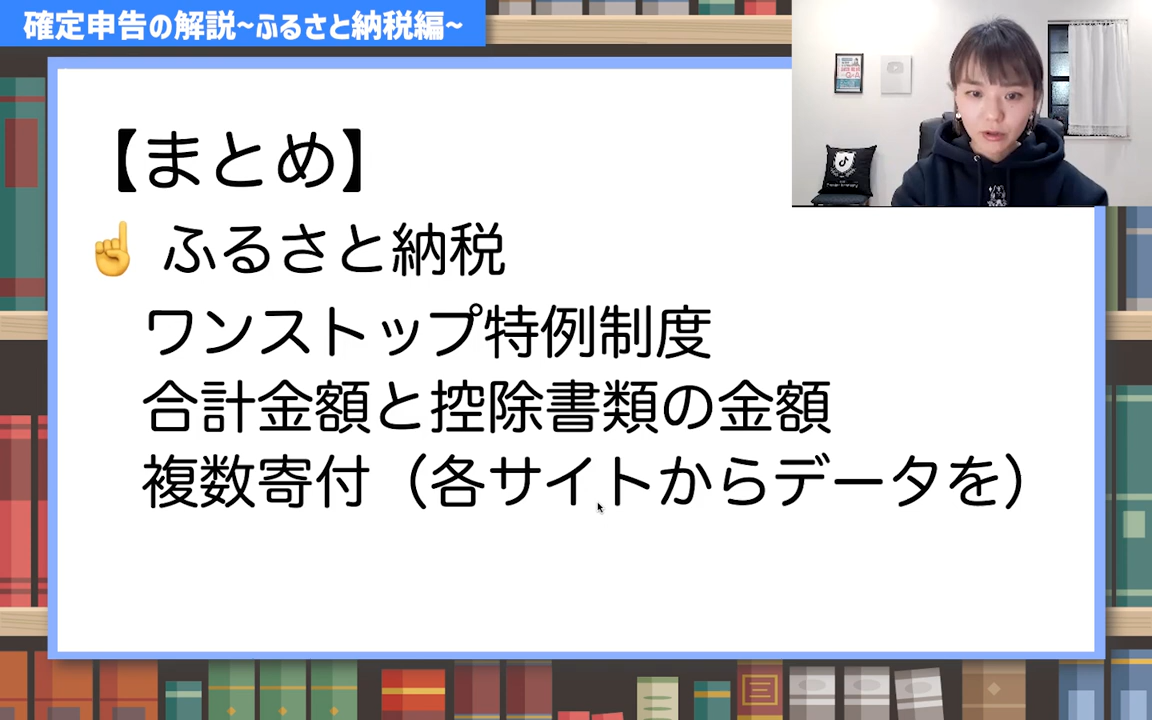 確定申告の解説~ふるさと納税編~
【まとめ】
☝ ふるさと納税
ワンストップ特例制度
合計金額と控除書類の金額
複数寄付（各サイトからデータを）